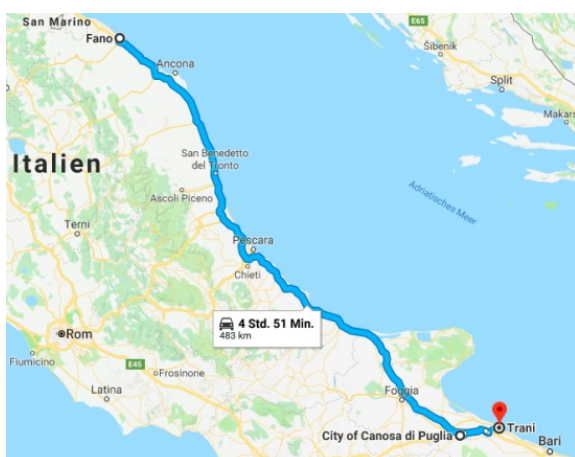 San Marino
Fano
Ancona
E65
Šibenik
Split
Makars
Italien
San Benedetto
del Tronto
Ascoli Piceno
Adriatisches Meer
Terni
Pescara
Chieti
4 Std. 51 Min.
483 km
Rom
Fiumicino
E45
Frosinone
Latina
Foggia
City of Canosa di Puglia
Trani
Bari